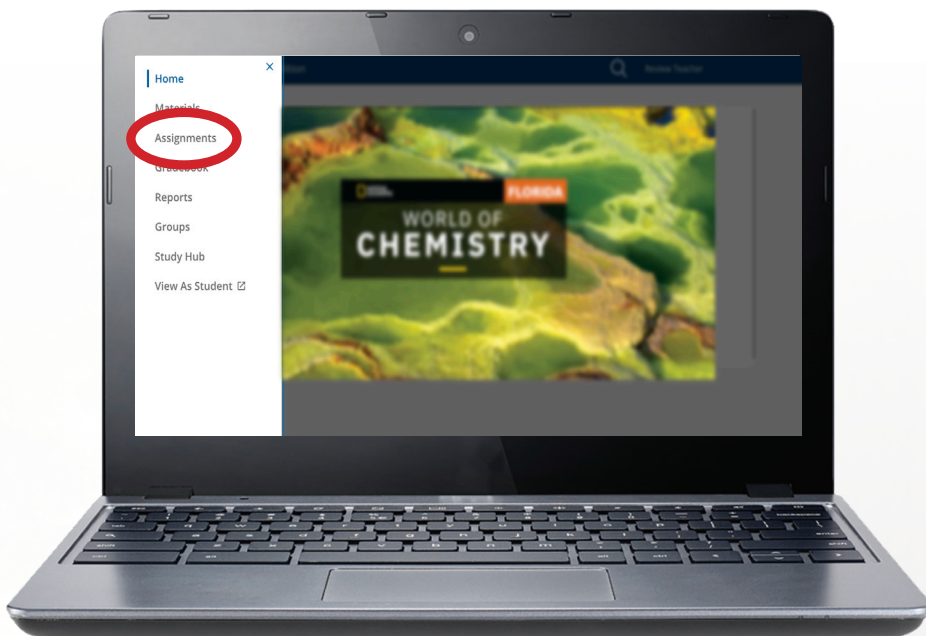 Home
Materials
Assignments
Gradebook
Reports
Groups
Study Hub
View As Student
Review Teacher
FLORIDA
WORLD OF
CHEMISTRY